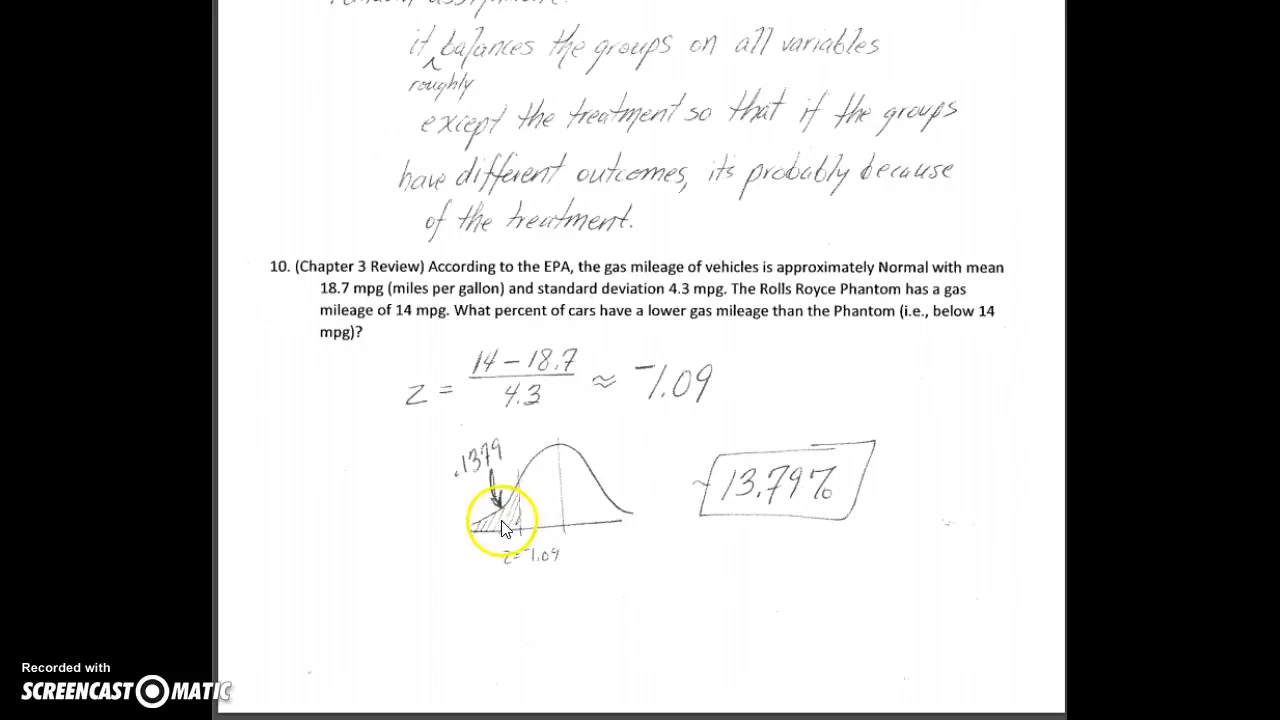 random assignment.
it balances the groups on all variables
^
roughly
except the treatment so that if the groups
have different outcomes, it's probably because
of the treatment.
10. (Chapter 3 Review) According to the EPA, the gas mileage of vehicles is approximately Normal with mean
18.7 mpg (miles per gallon) and standard deviation 4.3 mpg. The Rolls Royce Phantom has a gas
mileage of 14 mpg. What percent of cars have a lower gas mileage than the Phantom (i.e., below 14
mpg)?
z = 14 – 18.7 / 4.3 ≈ -1.09
.1379
~13.79%
z=-1.09
Recorded with
SCREENCAST O MATIC